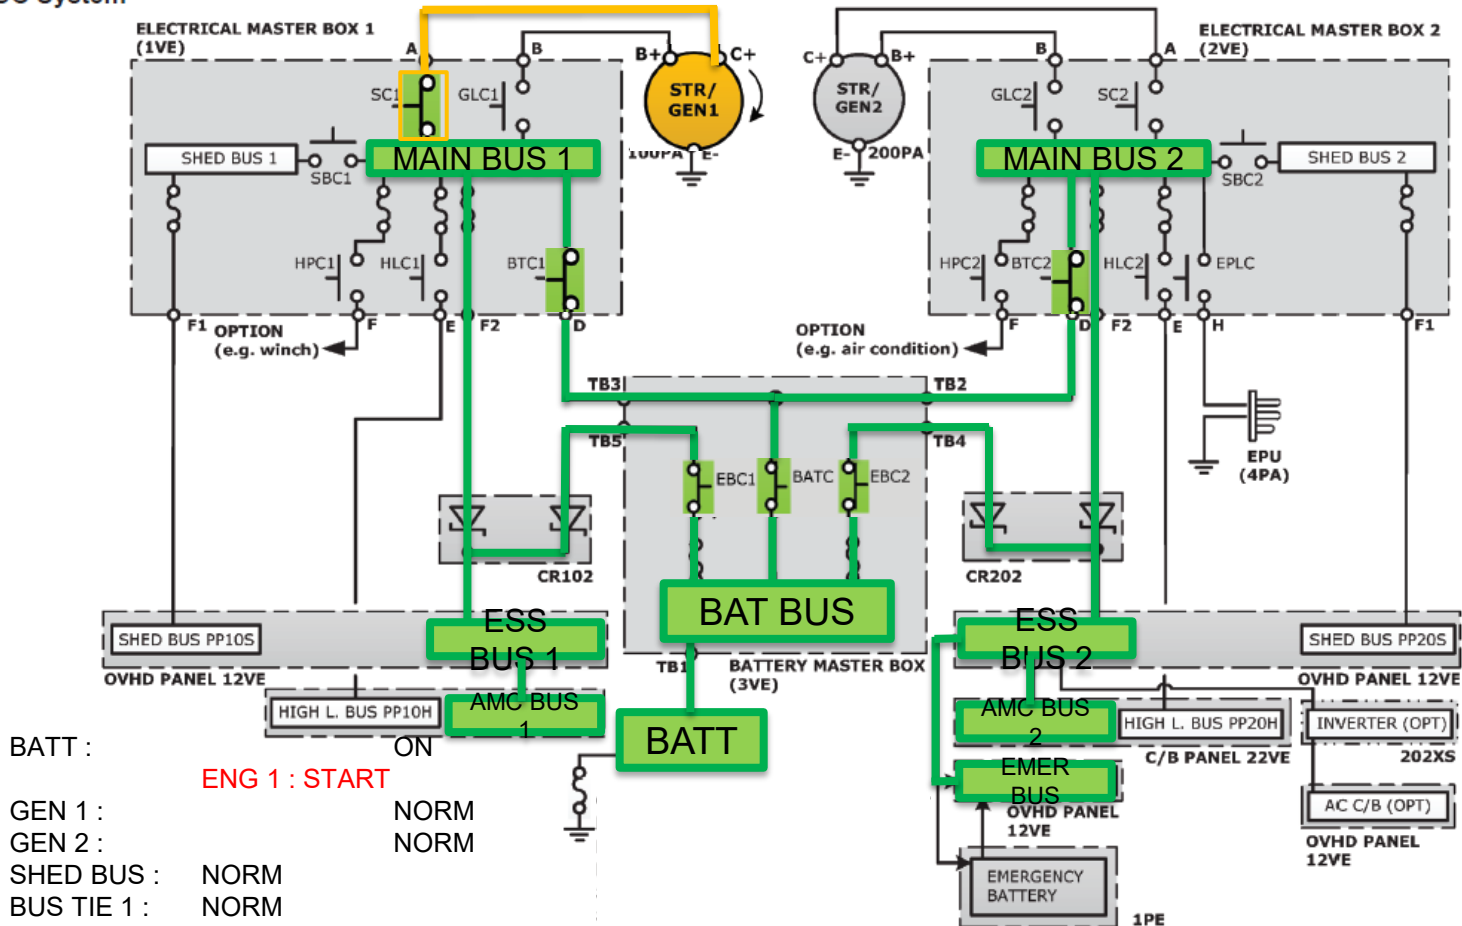 ELECTRICAL MASTER BOX 1
(1VE)
A
B
B+
C+
C+
B+
B
A
ELECTRICAL MASTER BOX 2
(2VE)
SC1
GLC1
STR/
GEN1
STR/
GEN2
GLC2
SC2
100PA
E-
E-
200PA
SHED BUS 1
SBC1
MAIN BUS 1
MAIN BUS 2
SBC2
SHED BUS 2
HPC1
HLC1
BTC1
HPC2
BTC2
HLC2
EPLC
F1
OPTION
(e.g. winch)
F
E
F2
D
OPTION
(e.g. air condition)
F
D
F2
E
H
F1
TB3
TB2
TB5
TB4
EBC1
BATC
EBC2
EPU
(4PA)
CR102
CR202
BAT BUS
SHED BUS PP10S
ESS
BUS 1
ESS
BUS 2
SHED BUS PP20S
OVHD PANEL 12VE
TB1
BATTERY MASTER BOX
(3VE)
OVHD PANEL 12VE
HIGH L. BUS PP10H
AMC BUS
1
BATT
AMC BUS
2
HIGH L. BUS PP20H
INVERTER (OPT)
C/B PANEL 22VE
202XS
EMER
BUS
OVHD PANEL
12VE
AC C/B (OPT)
OVHD PANEL
12VE
EMERGENCY
BATTERY
1PE
BATT : ON
ENG 1 : START
GEN 1 : NORM
GEN 2 : NORM
SHED BUS : NORM
BUS TIE 1 : NORM